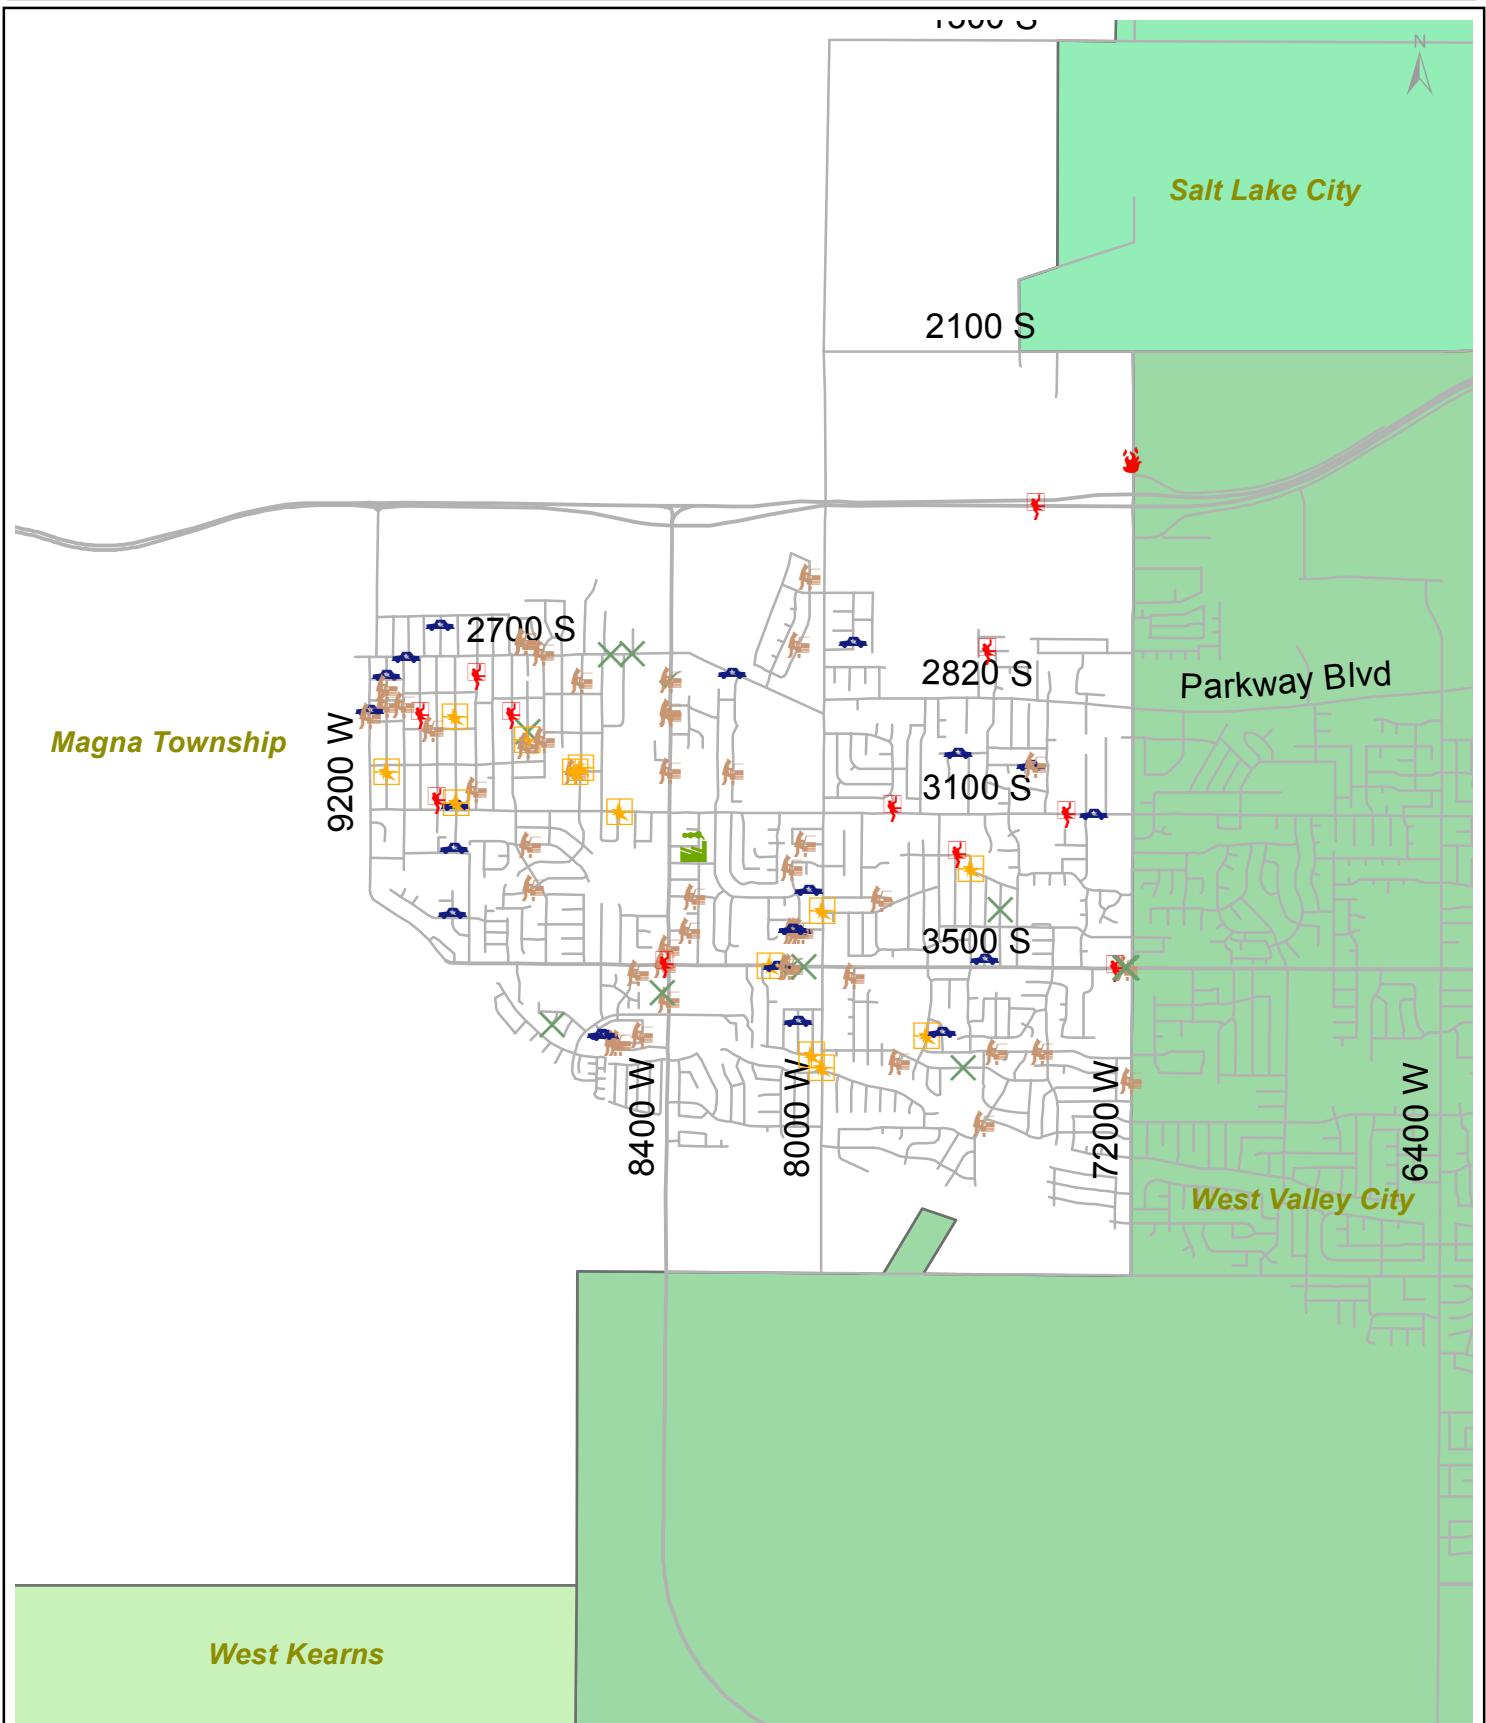 N
Salt Lake City
2100 S
2700 S
2820 S
Parkway Blvd
Magna Township
9200 W
3100 S
3500 S
8400 W
8000 W
7200 W
6400 W
West Valley City
West Kearns